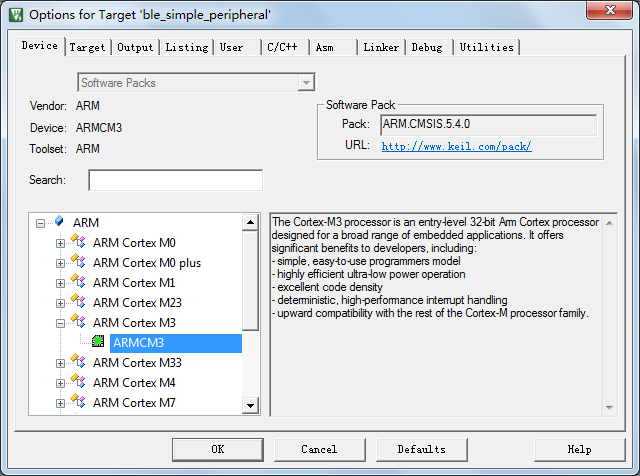 Options for Target 'ble_simple_peripheral'
Device Target Output Listing User C/C++ Asm Linker Debug Utilities
Software Packs
Vendor: ARM
Device: ARMCM3
Toolset: ARM
Search:
Software Pack
Pack: ARM.CMSIS.5.4.0
URL: http://www.keil.com/pack/
ARM
ARM Cortex M0
ARM Cortex M0 plus
ARM Cortex M1
ARM Cortex M23
ARM Cortex M3
ARMCM3
ARM Cortex M33
ARM Cortex M4
ARM Cortex M7
The Cortex-M3 processor is an entry-level 32-bit Arm Cortex processor
designed for a broad range of embedded applications. It offers
significant benefits to developers, including:
- simple, easy-to-use programmers model
- highly efficient ultra-low power operation
- excellent code density
- deterministic, high-performance interrupt handling
- upward compatibility with the rest of the Cortex-M processor family.
OK Cancel Defaults Help